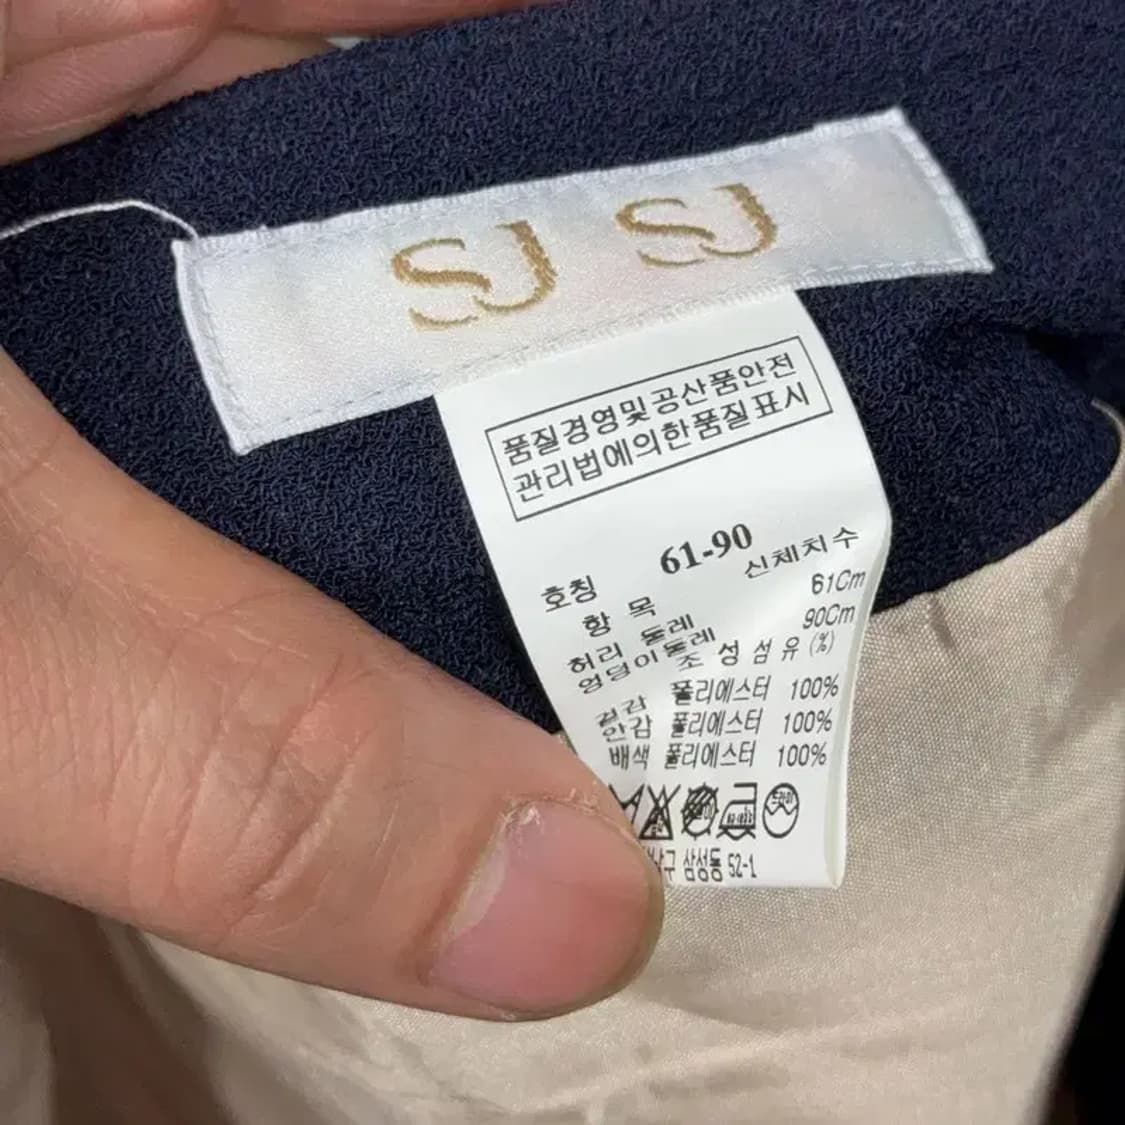 SJ SJ
품질경영및공산품안전
관리법에의한품질표시
호칭 61-90
항 목 신체치수
허리 둘레 61Cm
엉덩이둘레 90Cm
조 성 섬 유 (%)
겉감 폴리에스터 100%
안감 폴리에스터 100%
배색 폴리에스터 100%
드라이
삼성동 52-1